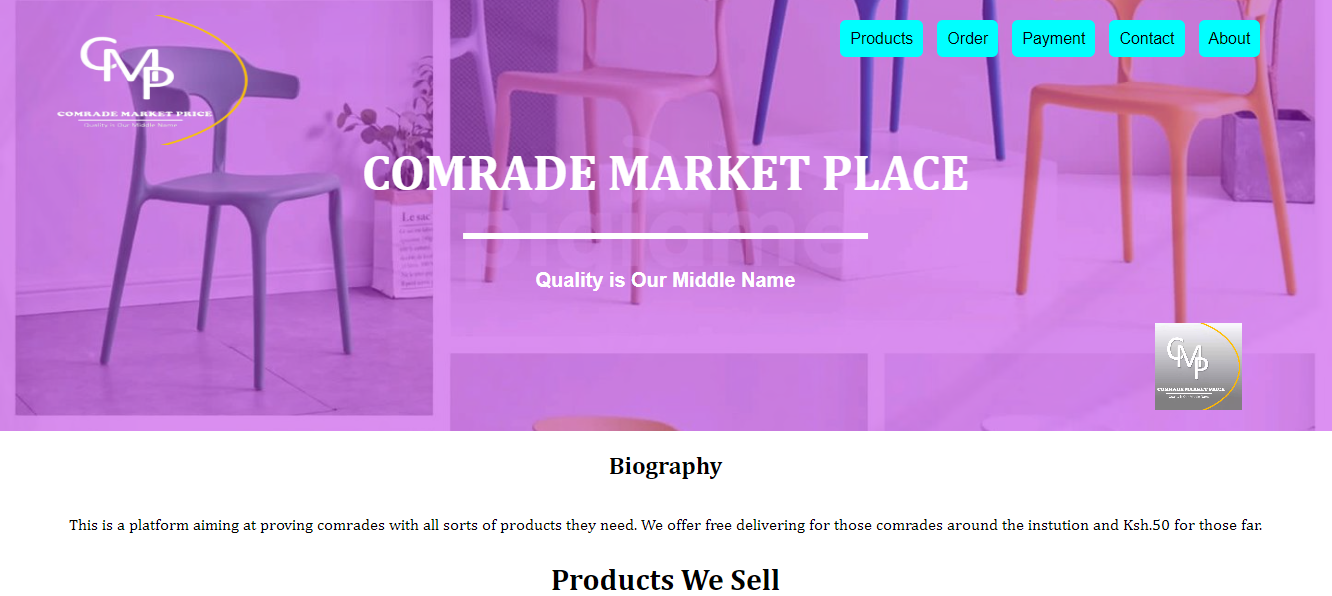 CMP
COMRADE MARKET PRICE
Quality is Our Middle Name
Products
Order
Payment
Contact
About
Le sac
COMRADE MARKET PLACE
Quality is Our Middle Name
CMP
COMRADE MARKET PRICE
Biography
This is a platform aiming at proving comrades with all sorts of products they need. We offer free delivering for those comrades around the instution and Ksh.50 for those far.
Products We Sell